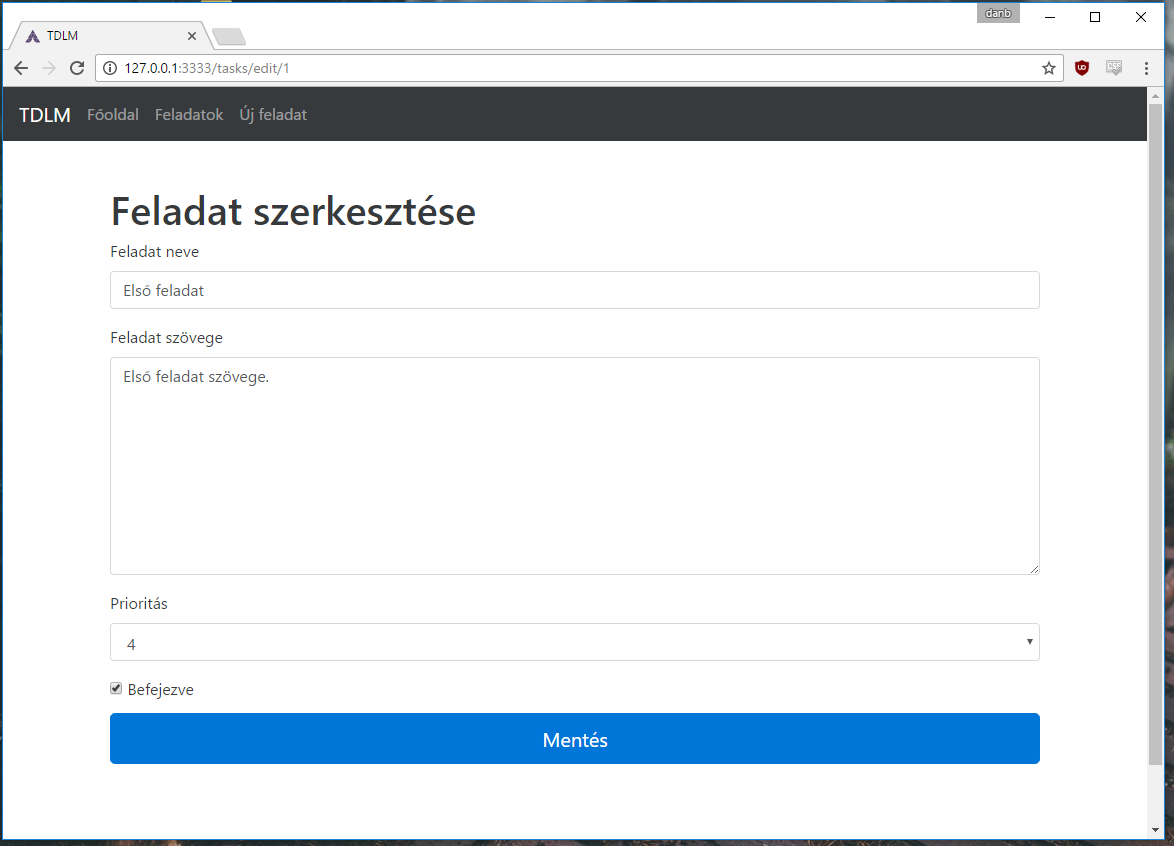 danb
TDLM
127.0.0.1:3333/tasks/edit/1
TDLM Főoldal Feladatok Új feladat
Feladat szerkesztése
Feladat neve
Első feladat
Feladat szövege
Első feladat szövege.
Prioritás
4
Befejezve
Mentés